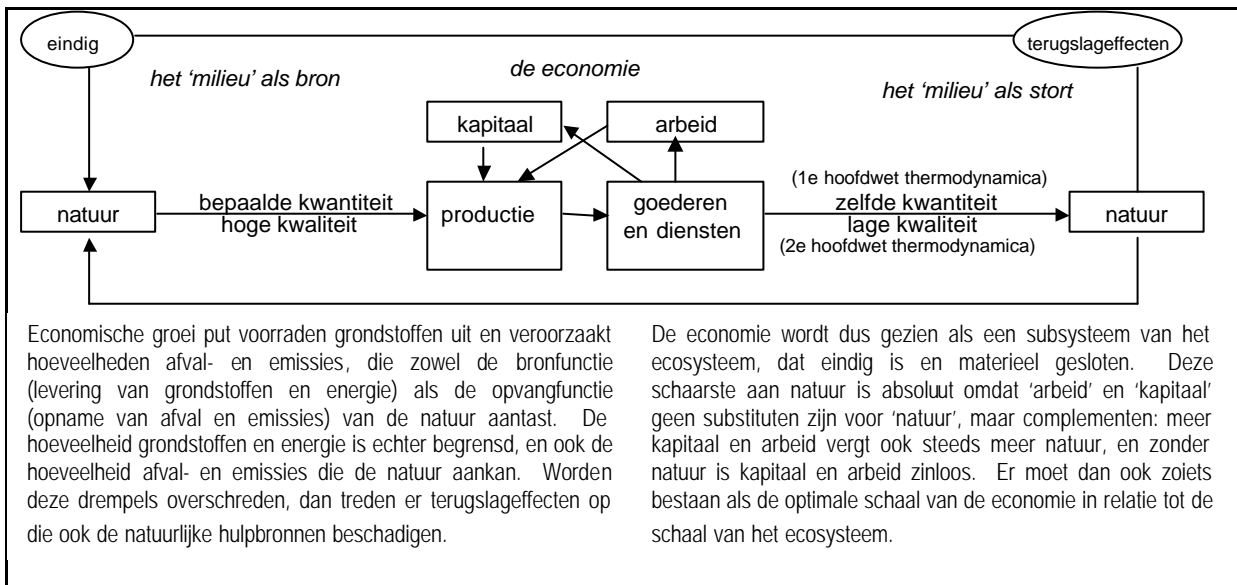 eindig
terugslageffecten
het ‘milieu’ als bron
de economie
het ‘milieu’ als stort
kapitaal
arbeid
natuur
bepaalde kwantiteit
hoge kwaliteit
productie
goederen
en diensten
(1e hoofdwet thermodynamica)
zelfde kwantiteit
lage kwaliteit
(2e hoofdwet thermodynamica)
natuur
Economische groei put voorraden grondstoffen uit en veroorzaakt
hoeveelheden afval- en emissies, die zowel de bronfunctie
(levering van grondstoffen en energie) als de opvangfunctie
(opname van afval en emissies) van de natuur aantast. De
hoeveelheid grondstoffen en energie is echter begrensd, en ook de
hoeveelheid afval- en emissies die de natuur aankan. Worden
deze drempels overschreden, dan treden er terugslageffecten op
die ook de natuurlijke hulpbronnen beschadigen.
De economie wordt dus gezien als een subsysteem van het
ecosysteem, dat eindig is en materieel gesloten. Deze
schaarste aan natuur is absoluut omdat ‘arbeid’ en ‘kapitaal’
geen substituten zijn voor ‘natuur’, maar complementen: meer
kapitaal en arbeid vergt ook steeds meer natuur, en zonder
natuur is kapitaal en arbeid zinloos. Er moet dan ook zoiets
bestaan als de optimale schaal van de economie in relatie tot de
schaal van het ecosysteem.